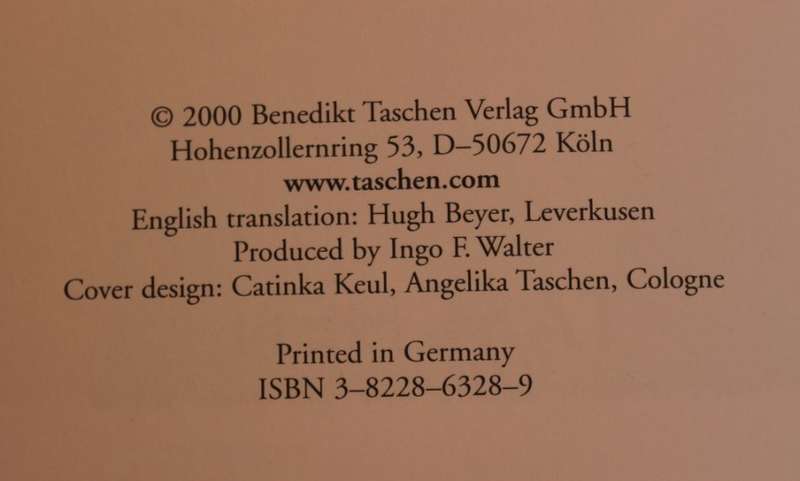 © 2000 Benedikt Taschen Verlag GmbH
Hohenzollernring 53, D–50672 Köln
www.taschen.com
English translation: Hugh Beyer, Leverkusen
Produced by Ingo F. Walter
Cover design: Catinka Keul, Angelika Taschen, Cologne
Printed in Germany
ISBN 3–8228–6328–9